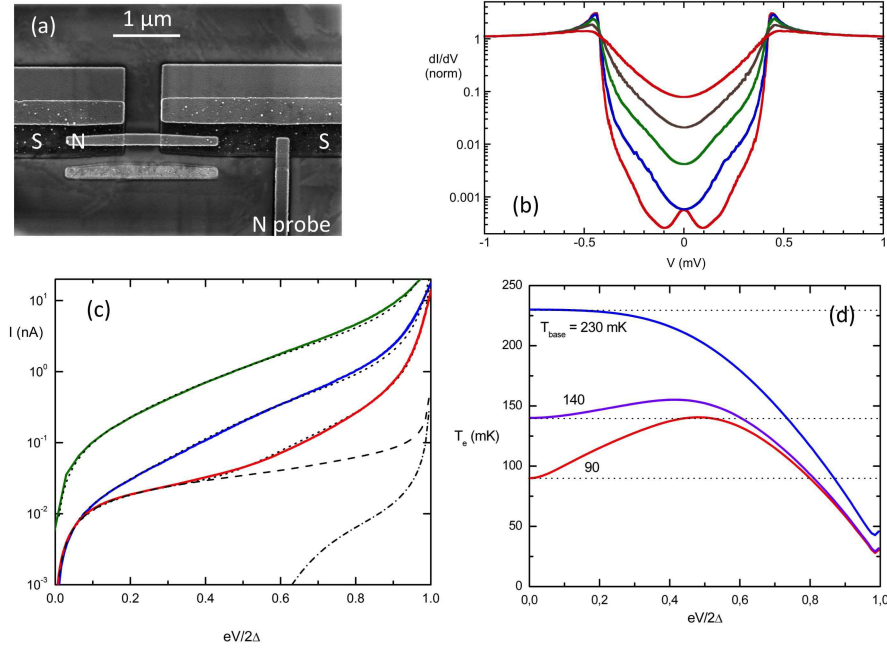 (a)
1 μm
S
N
S
N probe
dI/dV
(norm)
1
0.1
0.01
0.001
(b)
-1
-0.5
0
0.5
1
V (mV)
(c)
I (nA)
10¹
10⁰
10⁻¹
10⁻²
10⁻³
0.0
0.2
0.4
0.6
0.8
1.0
eV/2Δ
250
200
150
100
50
0
T_e (mK)
(d)
T_base = 230 mK
140
90
0,0
0,2
0,4
0,6
0,8
1,0
eV/2Δ